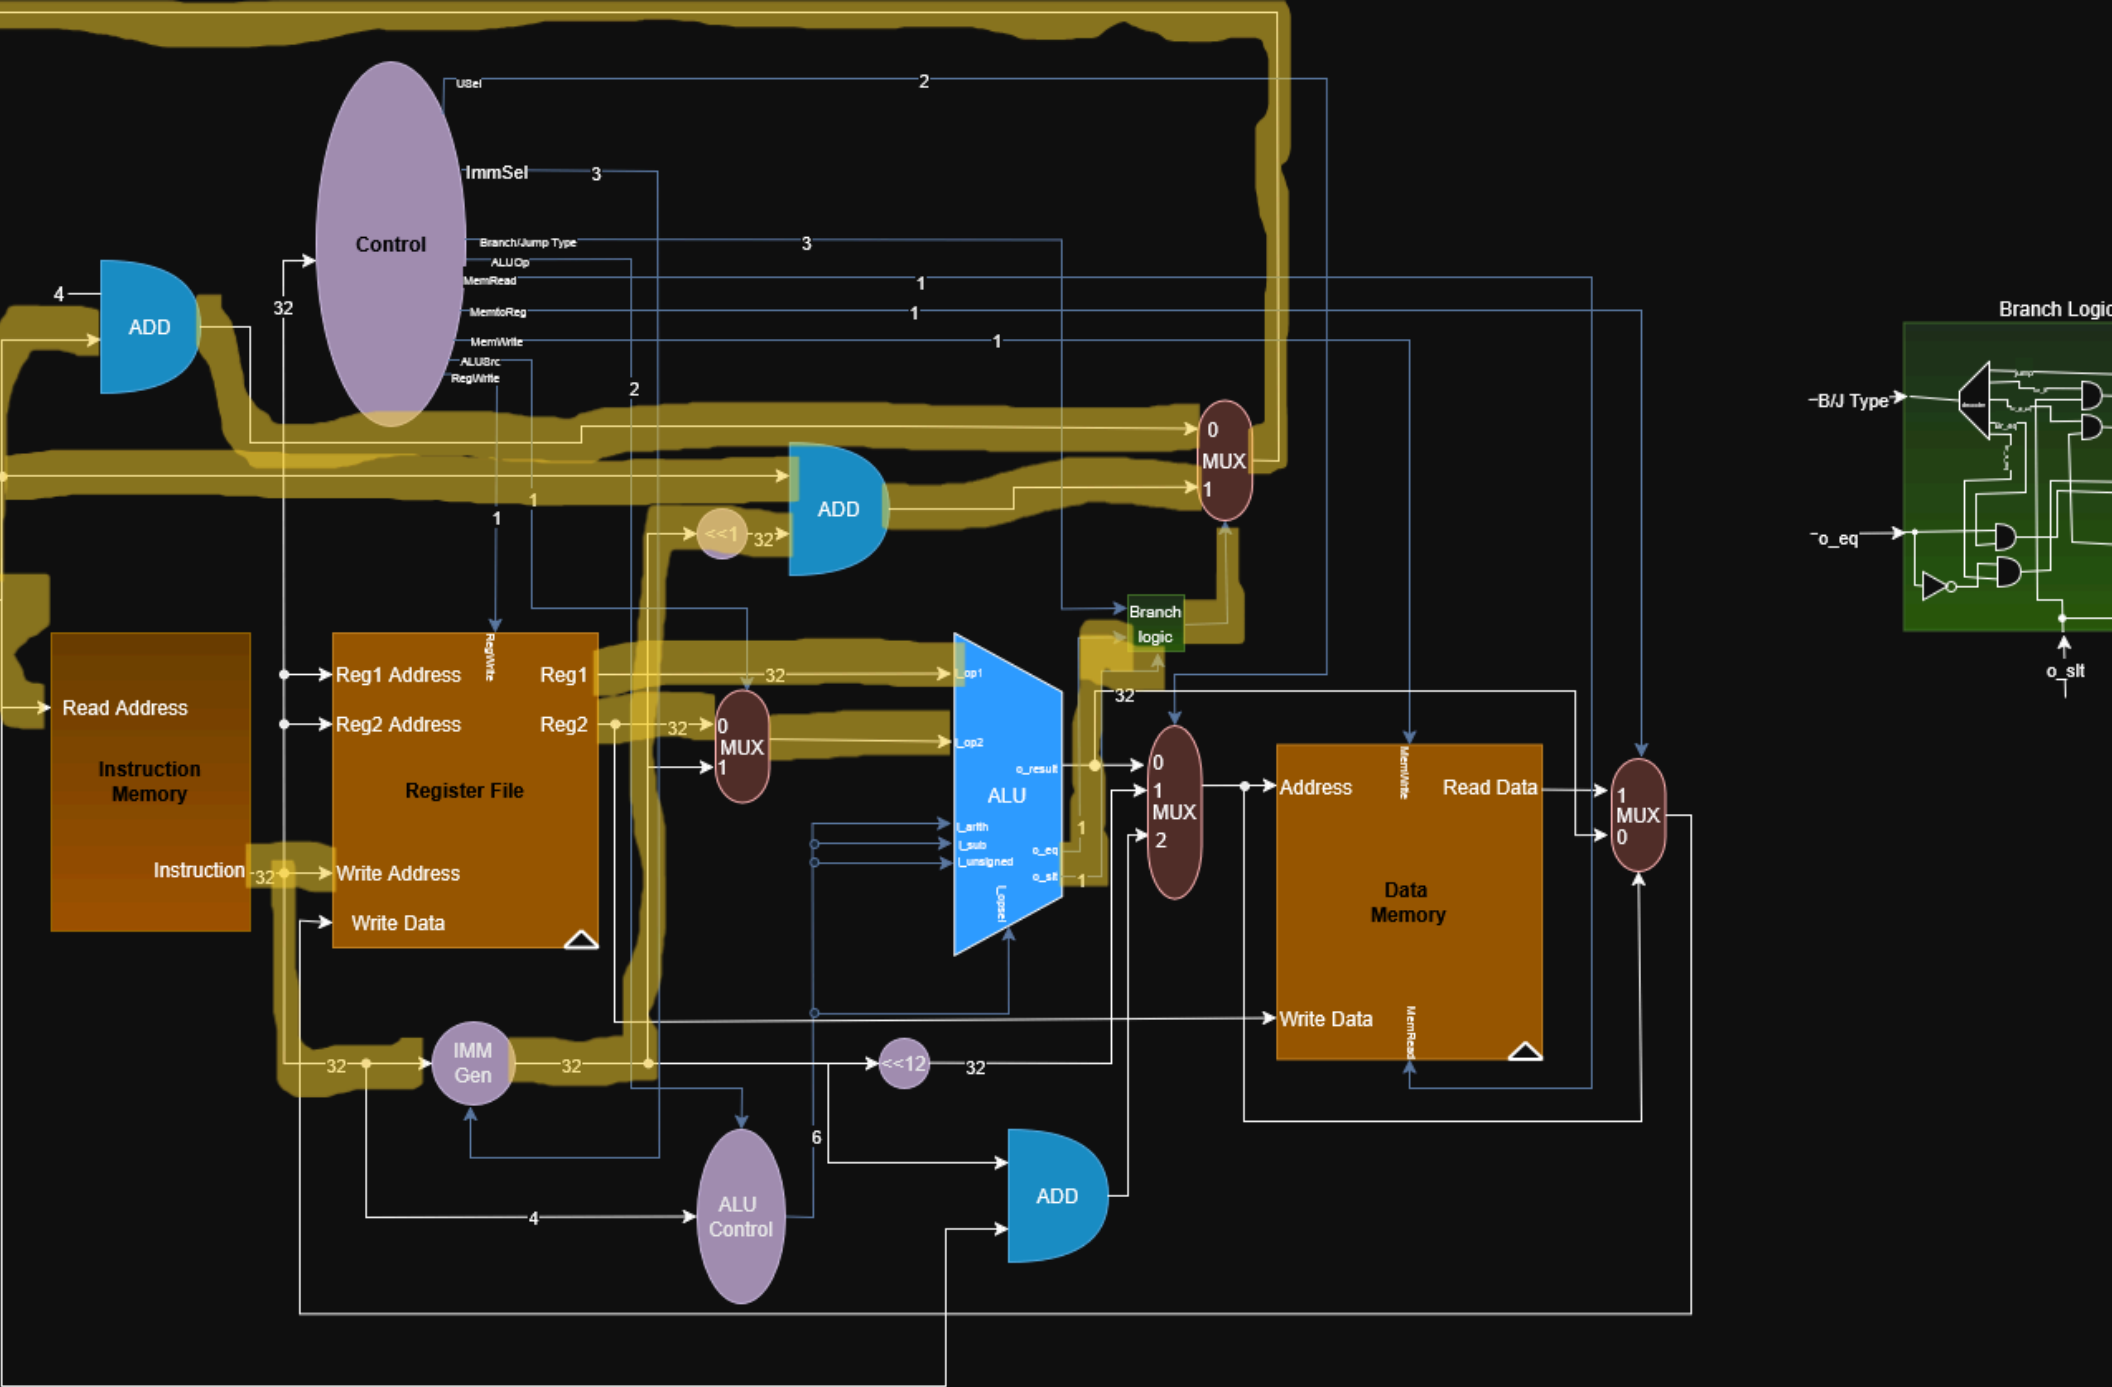 USel
2
ImmSel
3
Control
Branch/Jump Type
3
ALUOp
MemRead
1
MemtoReg
1
MemWrite
1
ALUSrc
RegWrite
4
ADD
32
2
0
MUX
1
ADD
<<1
32
1
1
Branch
logic
Branch Logic
jump
decoder
B/J Type
o_eq
o_slt
Read Address
Instruction
Memory
Instruction
32
RegWrite
Reg1 Address
Reg1
Reg2 Address
Reg2
Register File
Write Address
Write Data
32
32
0
MUX
1
i_op1
i_op2
o_result
ALU
i_arith
i_sub
i_unsigned
o_eq
o_slt
i_opsel
1
1
32
0
1
MUX
2
MemWrite
Address
Read Data
Data
Memory
Write Data
MemRead
1
MUX
0
32
IMM
Gen
32
<<12
32
6
4
ALU
Control
ADD